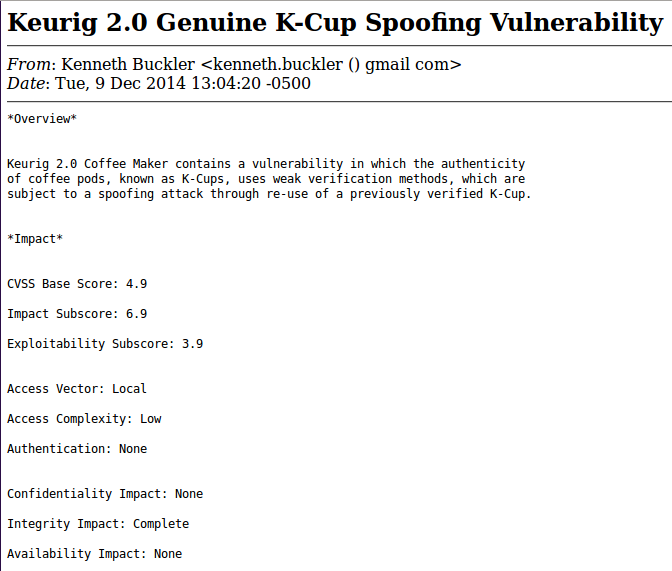 Keurig 2.0 Genuine K-Cup Spoofing Vulnerability
From: Kenneth Buckler <kenneth.buckler () gmail com>
Date: Tue, 9 Dec 2014 13:04:20 -0500
*Overview*
Keurig 2.0 Coffee Maker contains a vulnerability in which the authenticity
of coffee pods, known as K-Cups, uses weak verification methods, which are
subject to a spoofing attack through re-use of a previously verified K-Cup.
*Impact*
CVSS Base Score: 4.9
Impact Subscore: 6.9
Exploitability Subscore: 3.9
Access Vector: Local
Access Complexity: Low
Authentication: None
Confidentiality Impact: None
Integrity Impact: Complete
Availability Impact: None